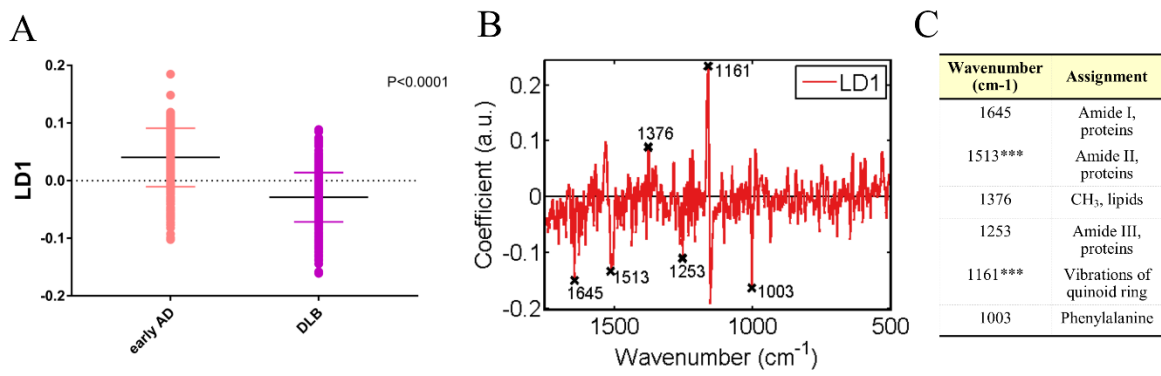 A
0.2
0.1
0.0
-0.1
-0.2
LD1
P<0.0001
early AD
DLB
B
0.2
0.1
0
-0.1
-0.2
Coefficient (a.u.)
1161
LD1
1376
1645
1513
1253
1003
1500
1000
500
Wavenumber (cm⁻¹)
C
Wavenumber (cm-1) Assignment
1645 Amide I, proteins
1513*** Amide II, proteins
1376 CH₃, lipids
1253 Amide III, proteins
1161*** Vibrations of quinoid ring
1003 Phenylalanine